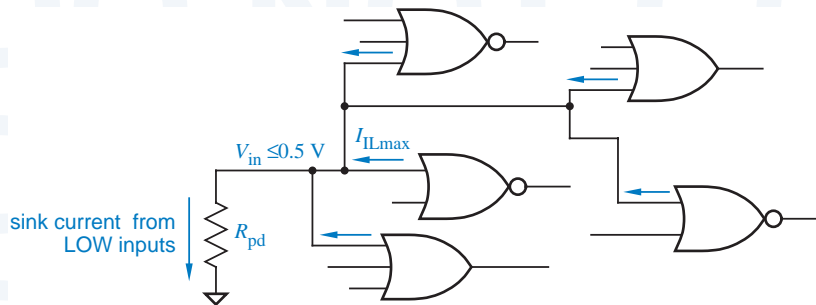 V_in ≤0.5 V
I_ILmax
sink current from
LOW inputs
R_pd